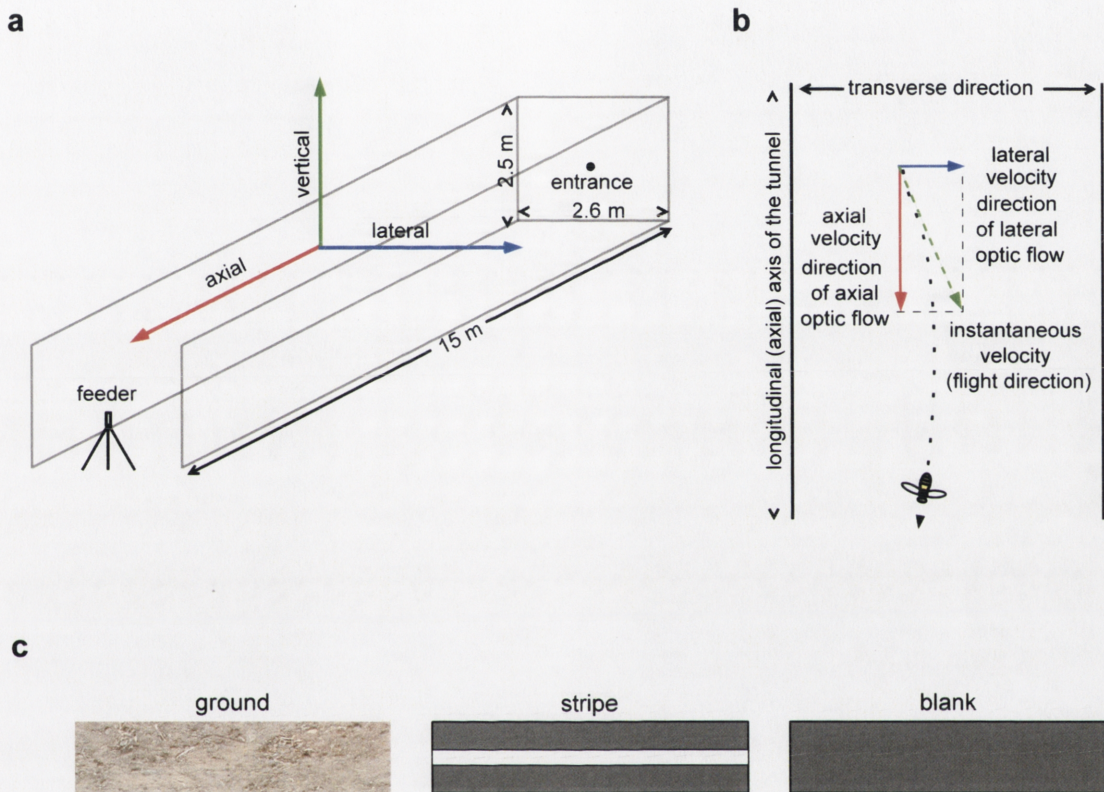 a
vertical
2.5 m
entrance
2.6 m
lateral
axial
15 m
feeder
b
transverse direction
longitudinal (axial) axis of the tunnel
lateral
velocity
direction
of lateral
optic flow
axial
velocity
direction
of axial
optic flow
instantaneous
velocity
(flight direction)
c
ground
stripe
blank